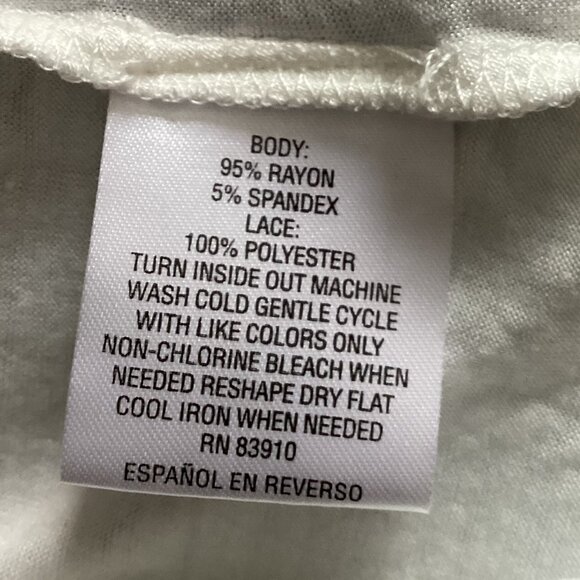 BODY:
95% RAYON
5% SPANDEX
LACE:
100% POLYESTER
TURN INSIDE OUT MACHINE
WASH COLD GENTLE CYCLE
WITH LIKE COLORS ONLY
NON-CHLORINE BLEACH WHEN
NEEDED RESHAPE DRY FLAT
COOL IRON WHEN NEEDED
RN 83910
ESPAÑOL EN REVERSO